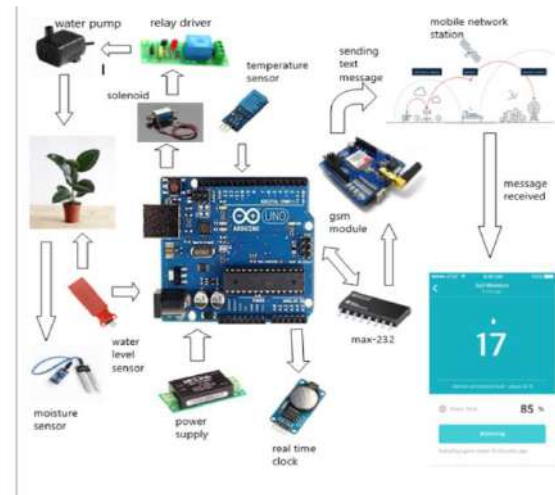 water pump
relay driver
mobile network
station
temperature
sensor
sending
text
message
solenoid
message
received
ARDUINO
UNO
gsm
module
17
max-232
water
level
sensor
85 %
moisture
sensor
power
supply
real time
clock